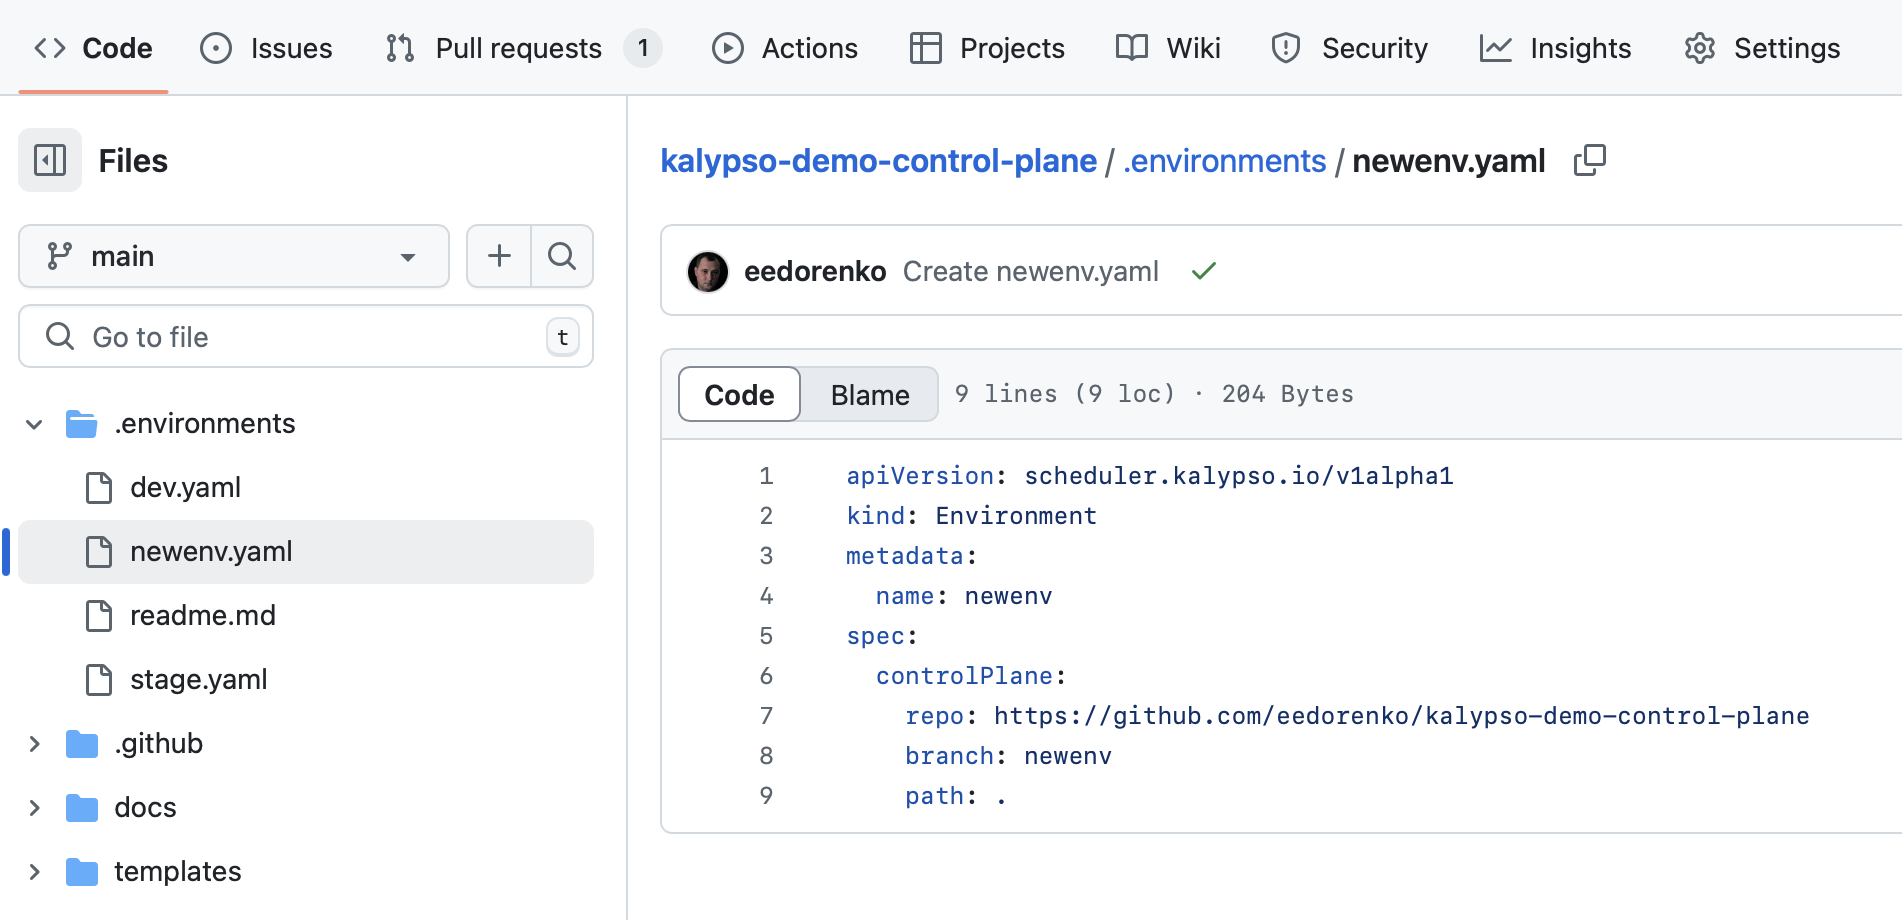 Code Issues Pull requests 1 Actions Projects Wiki Security Insights Settings
Files
main
Go to file t
.environments
dev.yaml
newenv.yaml
readme.md
stage.yaml
.github
docs
templates
kalypso-demo-control-plane / .environments / newenv.yaml
eedorenko Create newenv.yaml
Code Blame 9 lines (9 loc) · 204 Bytes
1 apiVersion: scheduler.kalypso.io/v1alpha1
2 kind: Environment
3 metadata:
4   name: newenv
5 spec:
6   controlPlane:
7     repo: https://github.com/eedorenko/kalypso-demo-control-plane
8     branch: newenv
9     path: .